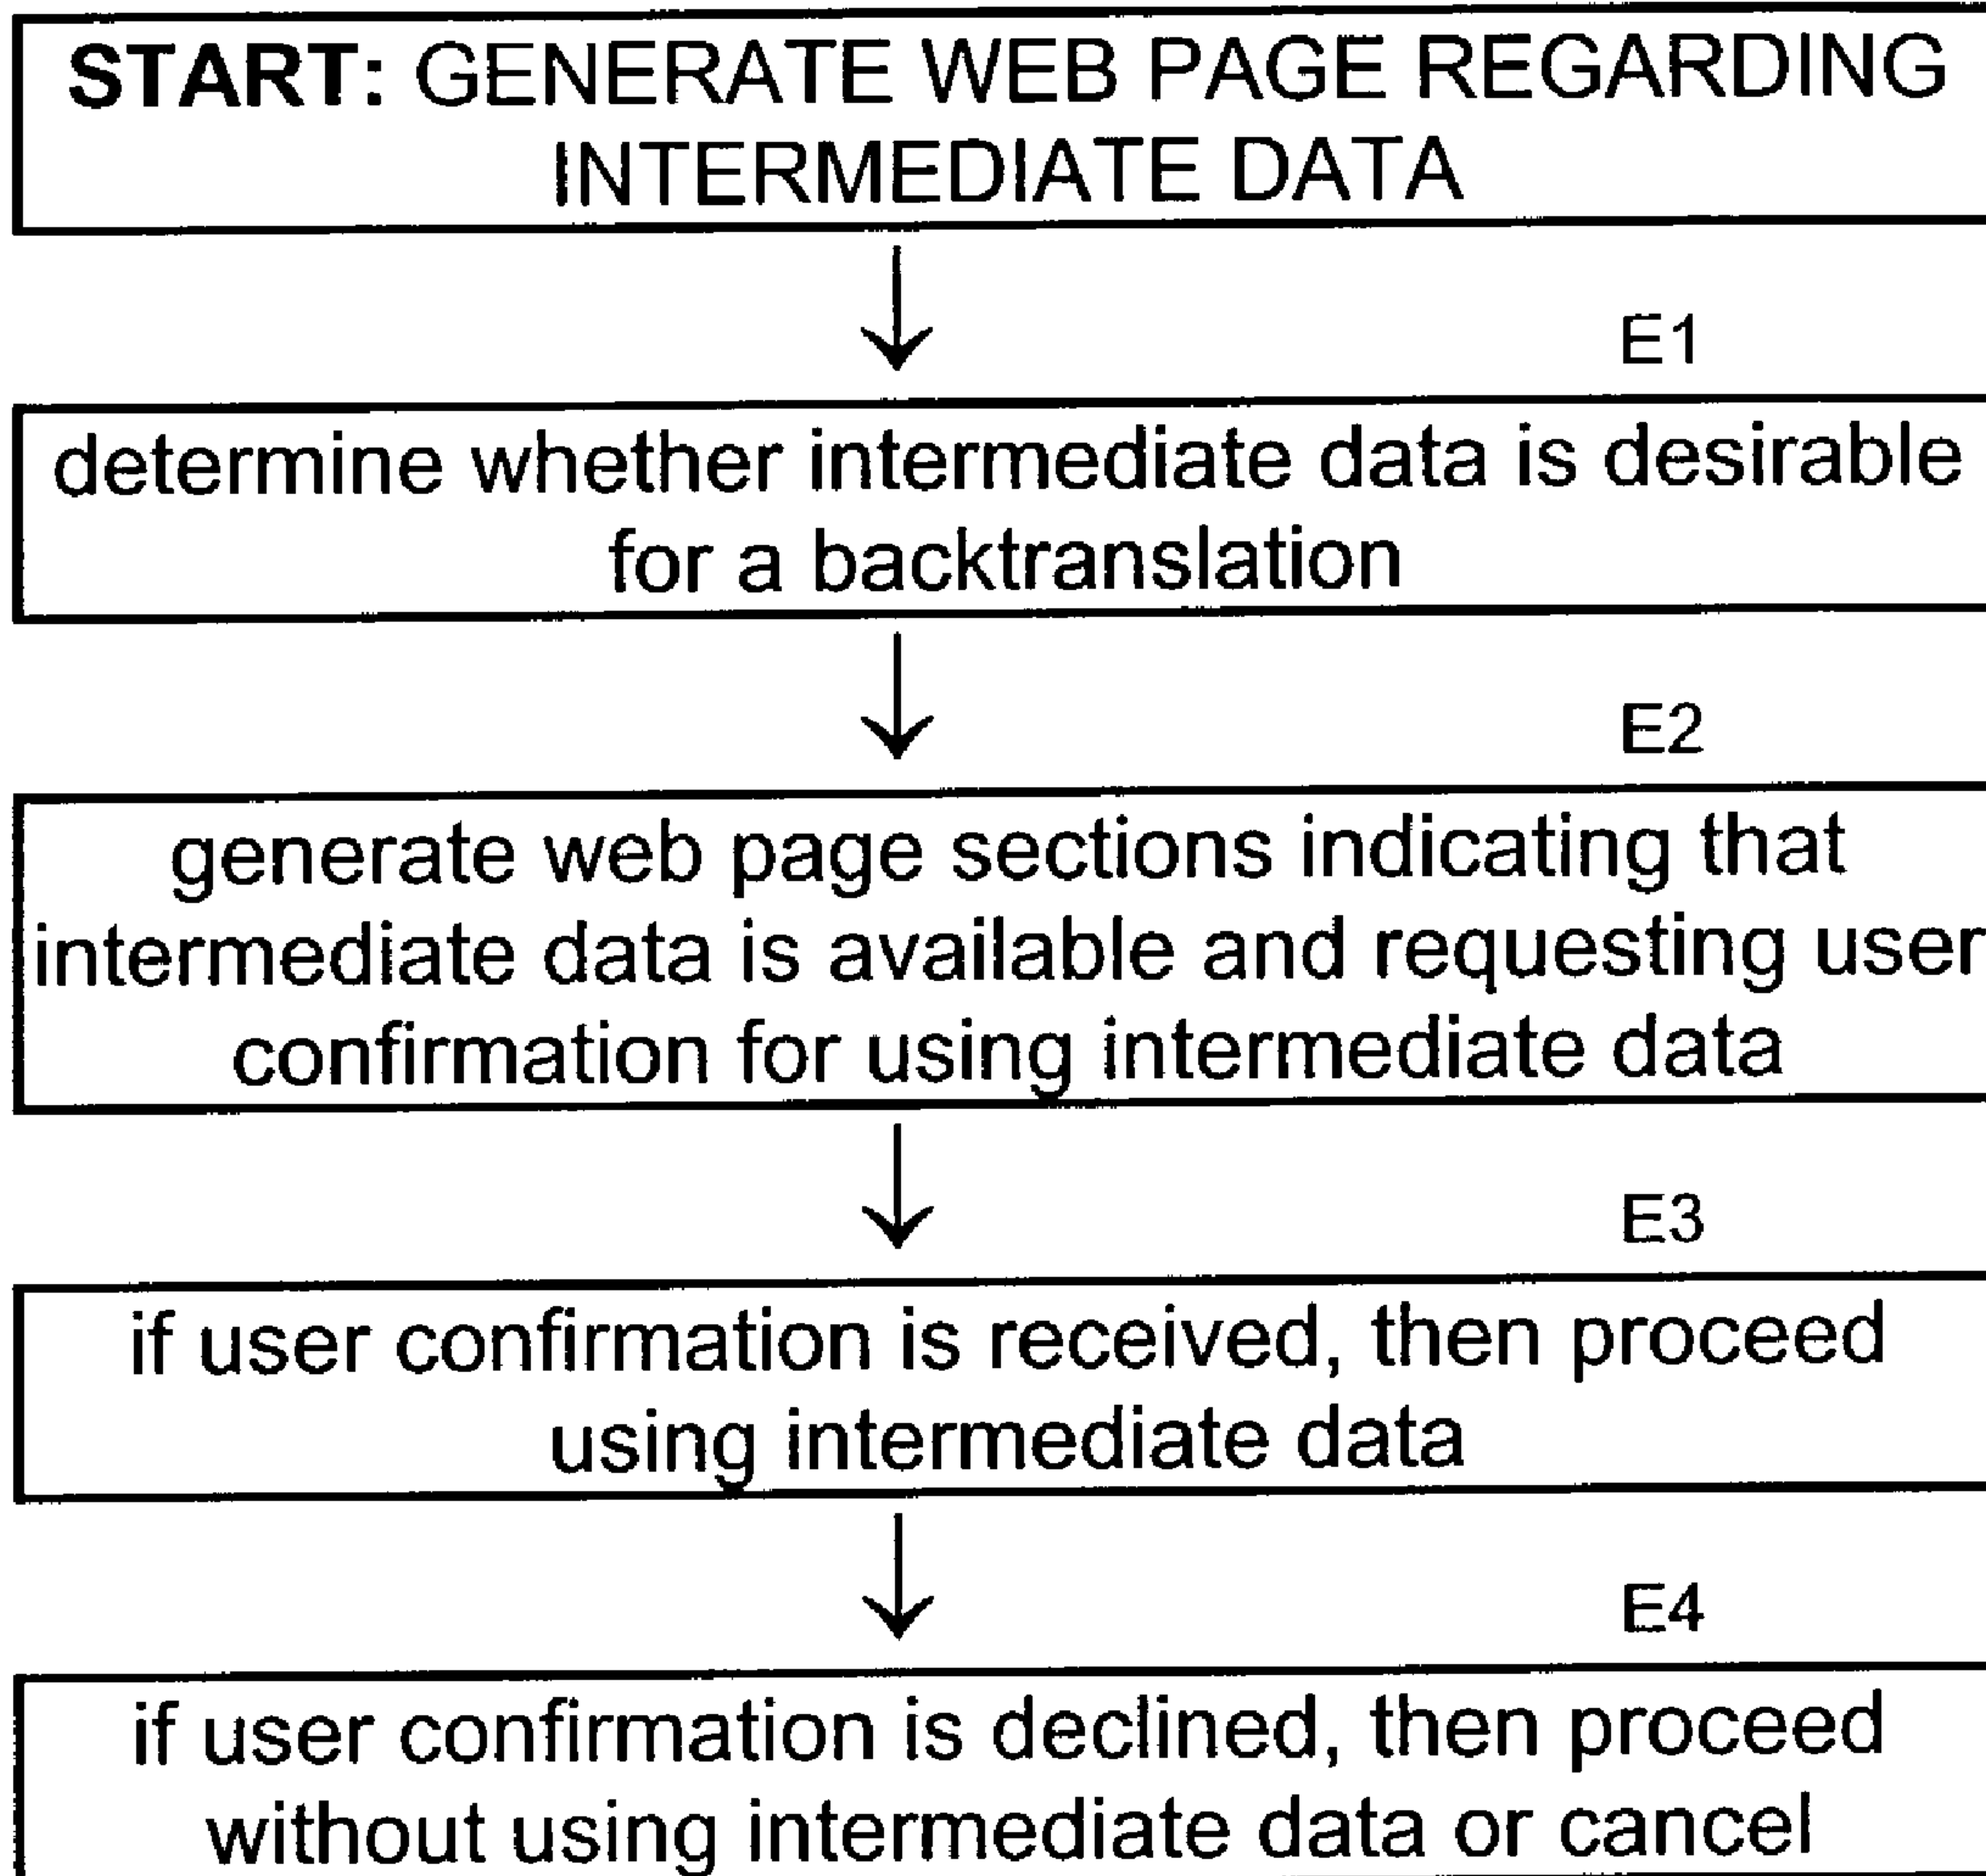 START: GENERATE WEB PAGE REGARDING
INTERMEDIATE DATA
E1
determine whether intermediate data is desirable
for a backtranslation
E2
generate web page sections indicating that
intermediate data is available and requesting user
confirmation for using intermediate data
E3
if user confirmation is received, then proceed
using intermediate data
E4
if user confirmation is declined, then proceed
without using intermediate data or cancel